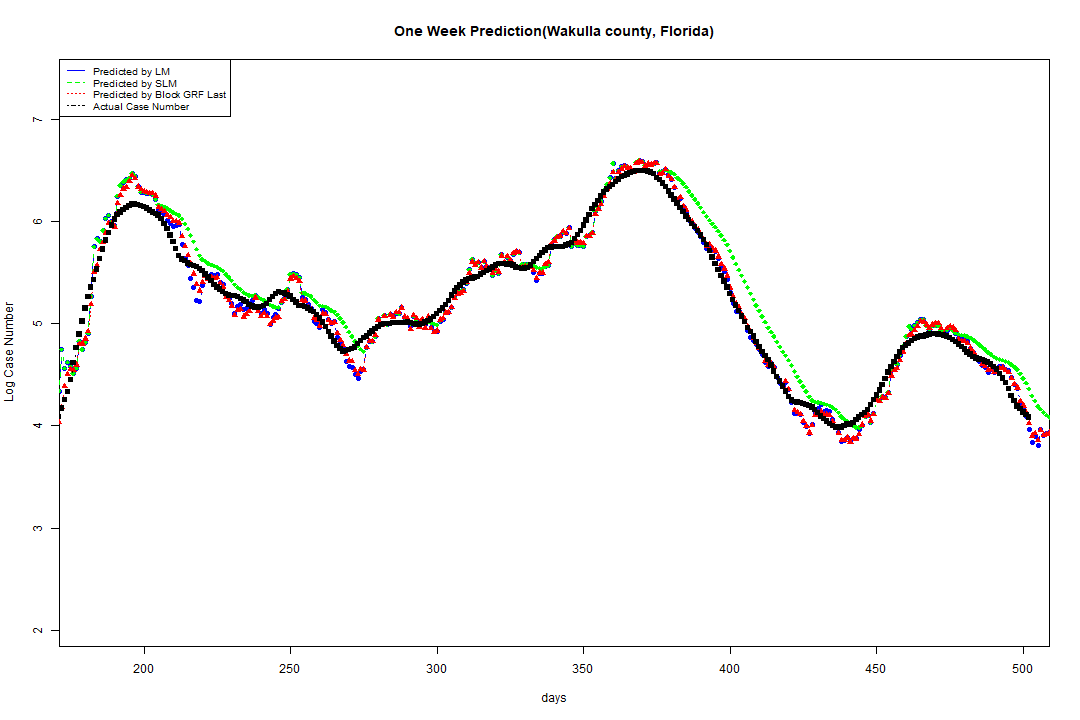 One Week Prediction(Wakulla county, Florida)
Predicted by LM
Predicted by SLM
Predicted by Block GRF Last
Actual Case Number
7
6
5
4
3
2
Log Case Number
200 250 300 350 400 450 500
days